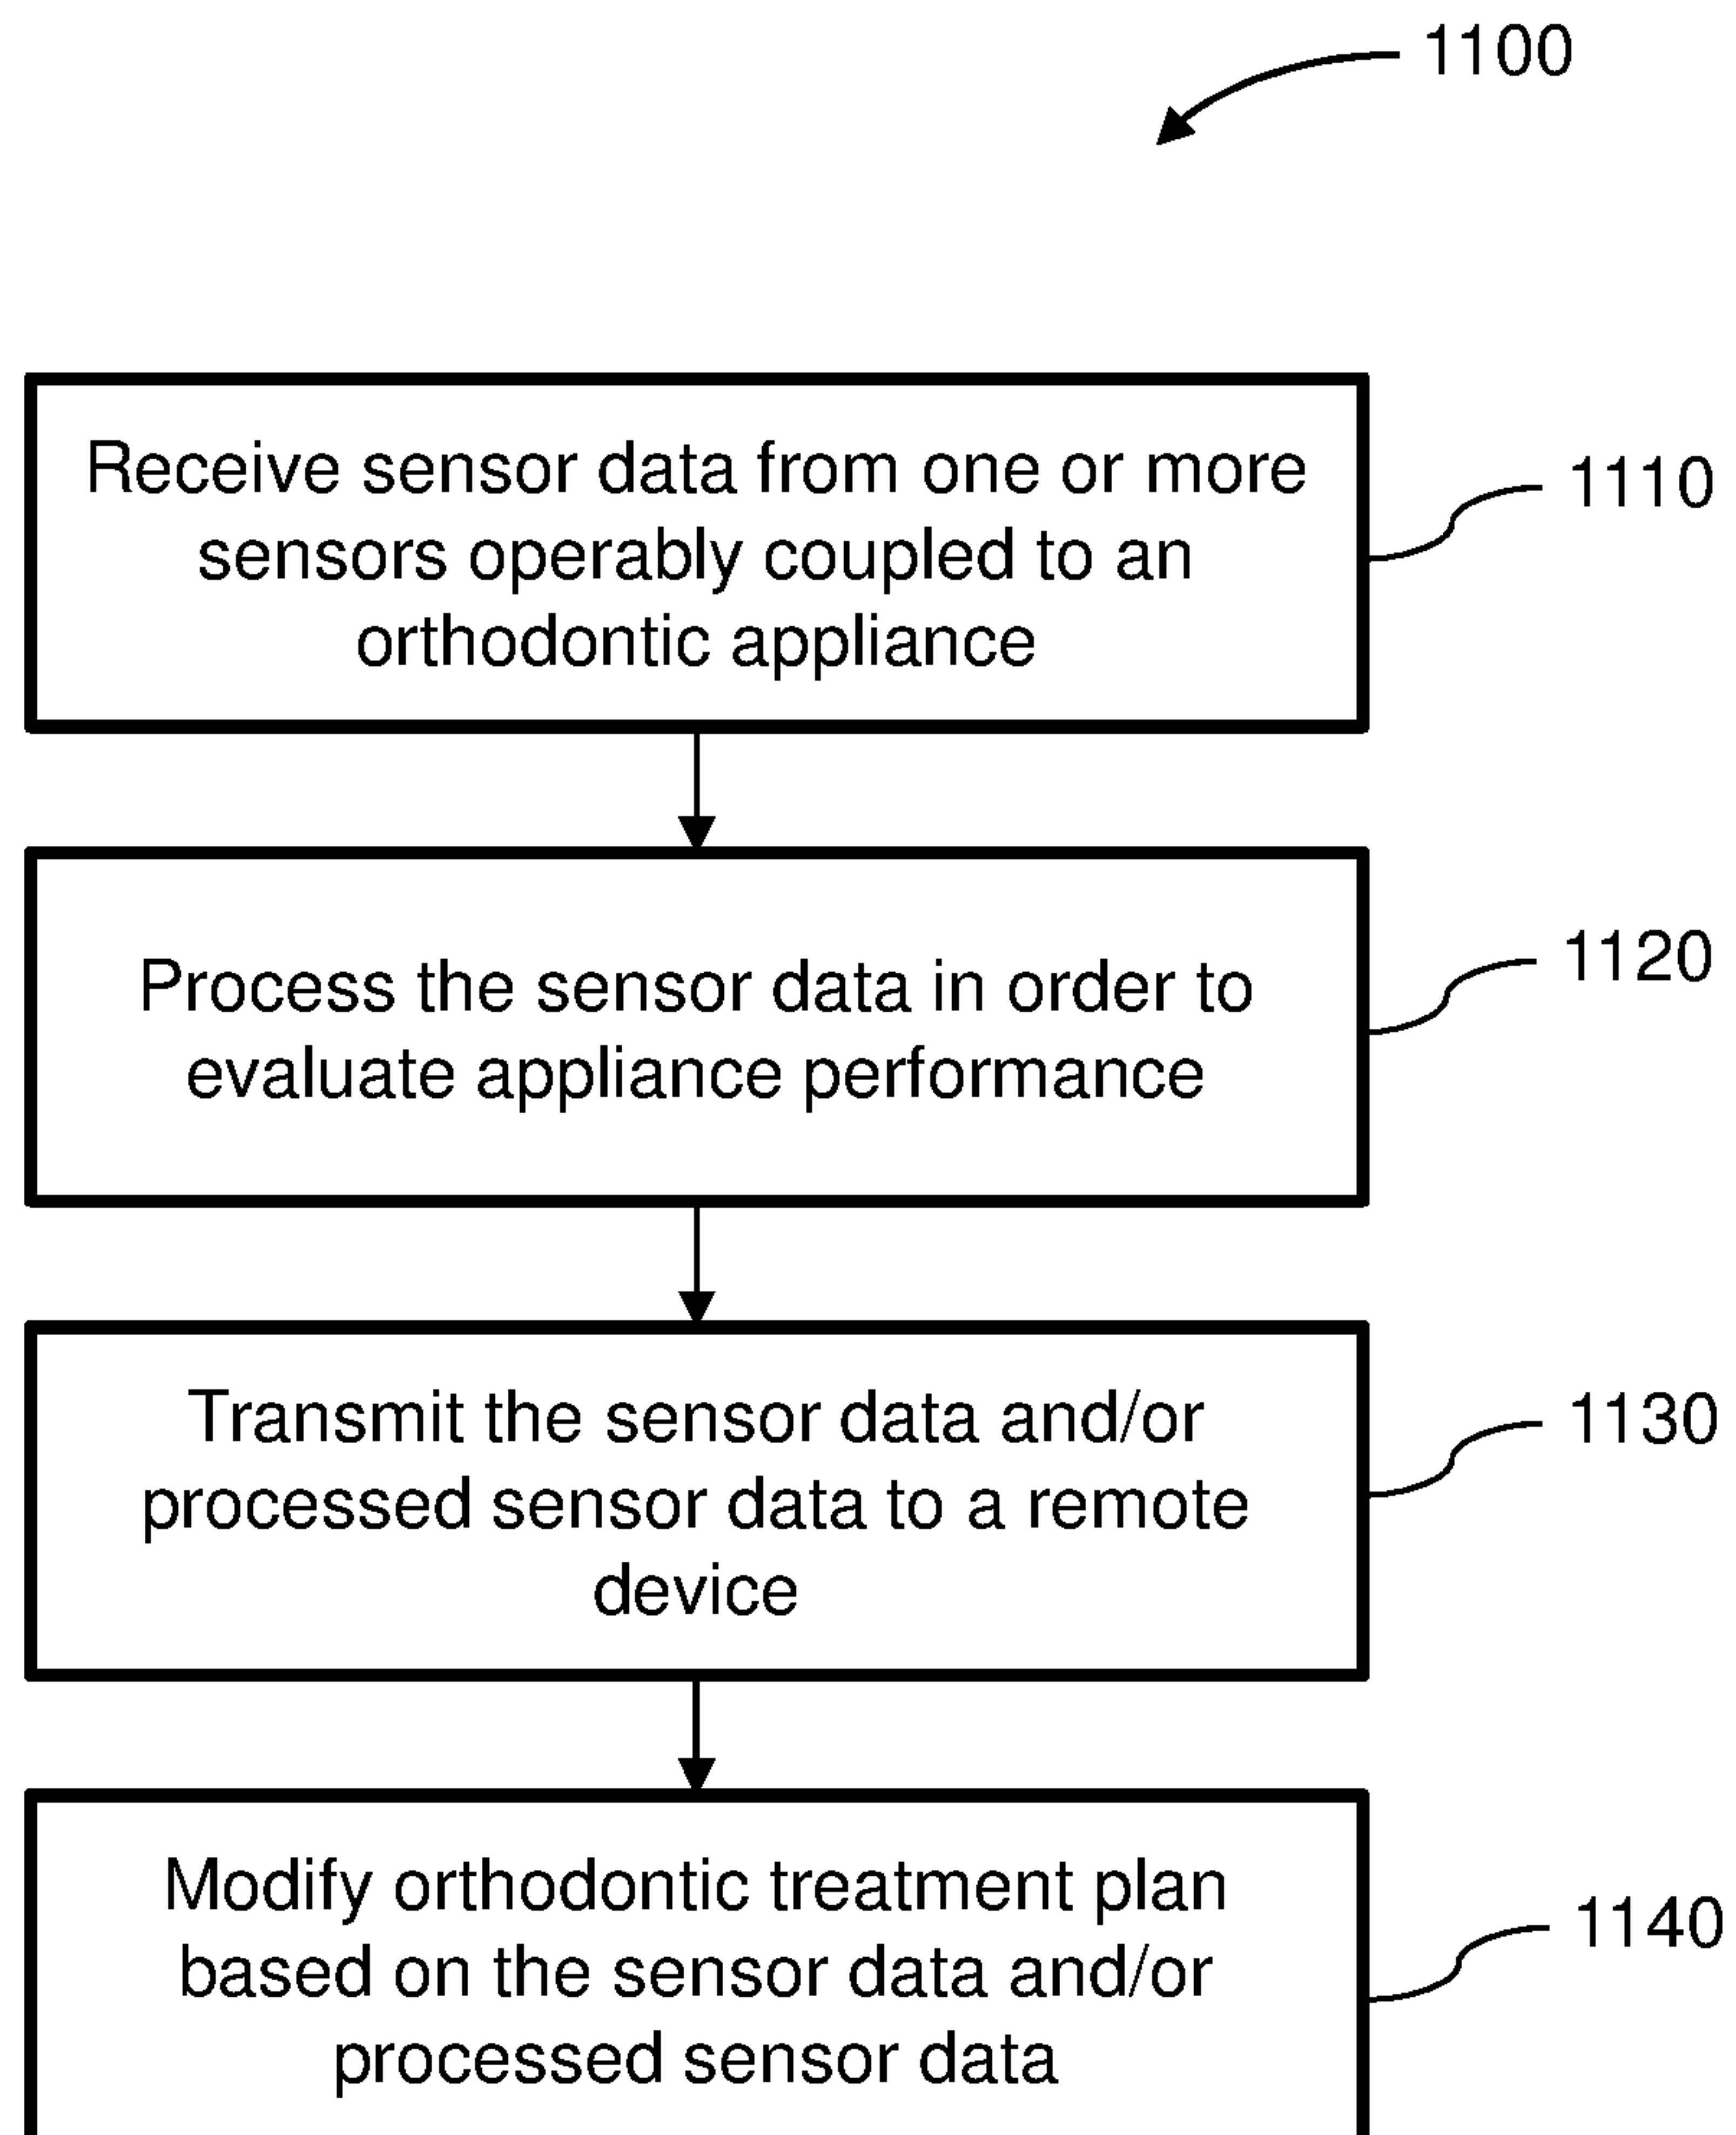 1100
Receive sensor data from one or more
sensors operably coupled to an
orthodontic appliance
1110
Process the sensor data in order to
evaluate appliance performance
1120
Transmit the sensor data and/or
processed sensor data to a remote
device
1130
Modify orthodontic treatment plan
based on the sensor data and/or
processed sensor data
1140